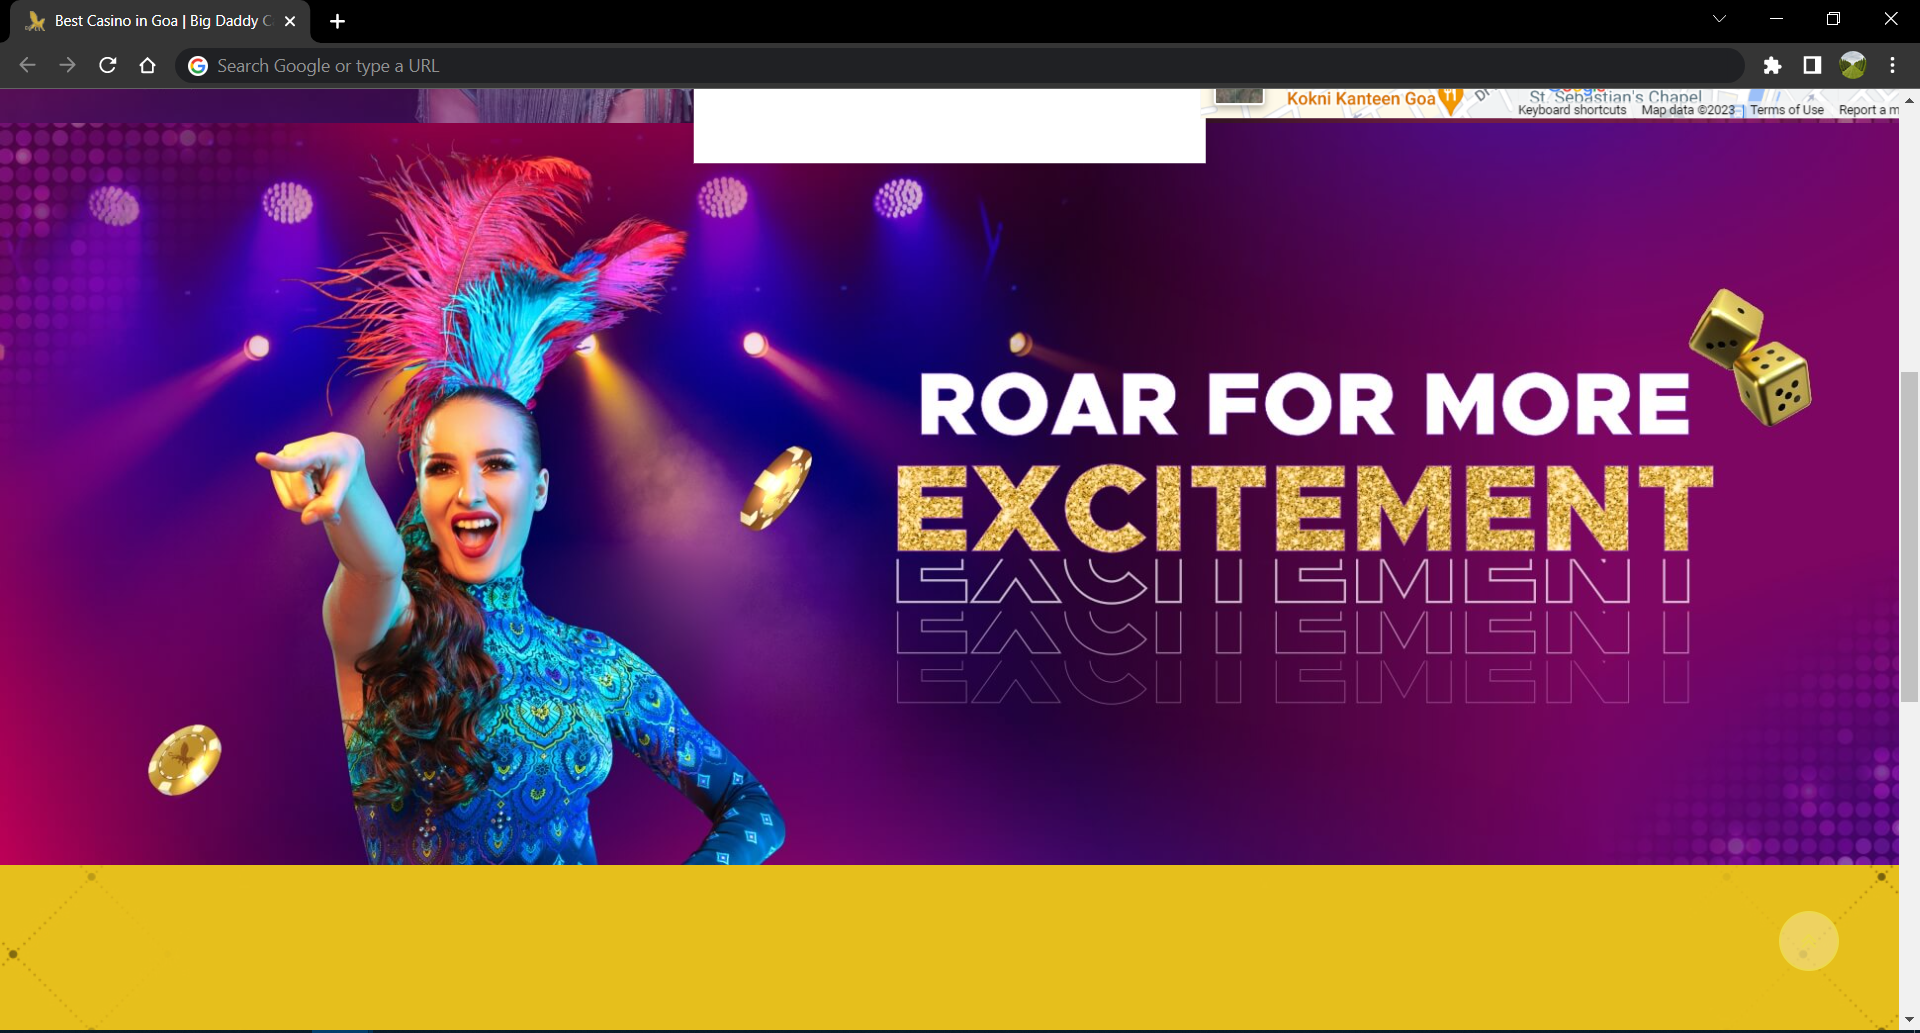 Best Casino in Goa | Big Daddy C
Search Google or type a URL
Kokni Kanteen Goa
St. Sebastian's Chapel
Keyboard shortcuts
Map data ©2023
Terms of Use
Report a m
ROAR FOR MORE
EXCITEMENT
EXCITEMENT
EXCITEMENT
EXCITEMENT